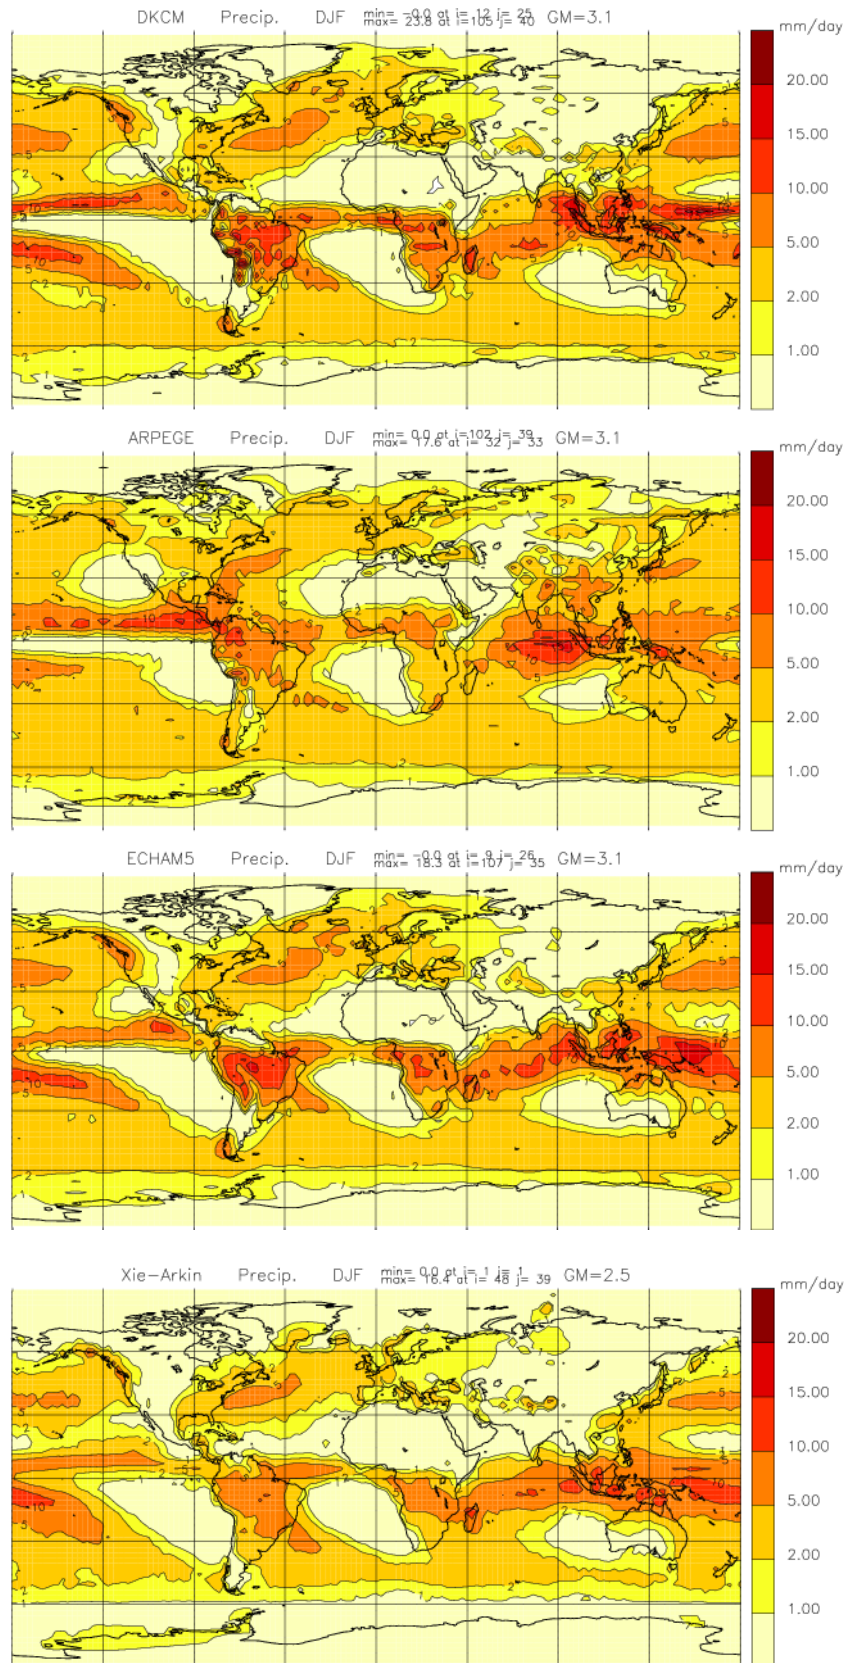 DKCM Precip. DJF min= -0.0 at i= 12 j= 25 GM=3.1
max= 23.8 at i=105 j= 40
mm/day
20.00
15.00
10.00
5.00
2.00
1.00
ARPEGE Precip. DJF min= 0.0 at i=102 j= 39 GM=3.1
max= 17.6 at i= 32 j= 33
mm/day
20.00
15.00
10.00
5.00
2.00
1.00
ECHAM5 Precip. DJF min= -0.0 at i= 9 j= 26 GM=3.1
max= 18.3 at i=107 j= 35
mm/day
20.00
15.00
10.00
5.00
2.00
1.00
Xie-Arkin Precip. DJF min= 0.0 at i= 1 j= 1 GM=2.5
max= 16.4 at i= 48 j= 39
mm/day
20.00
15.00
10.00
5.00
2.00
1.00